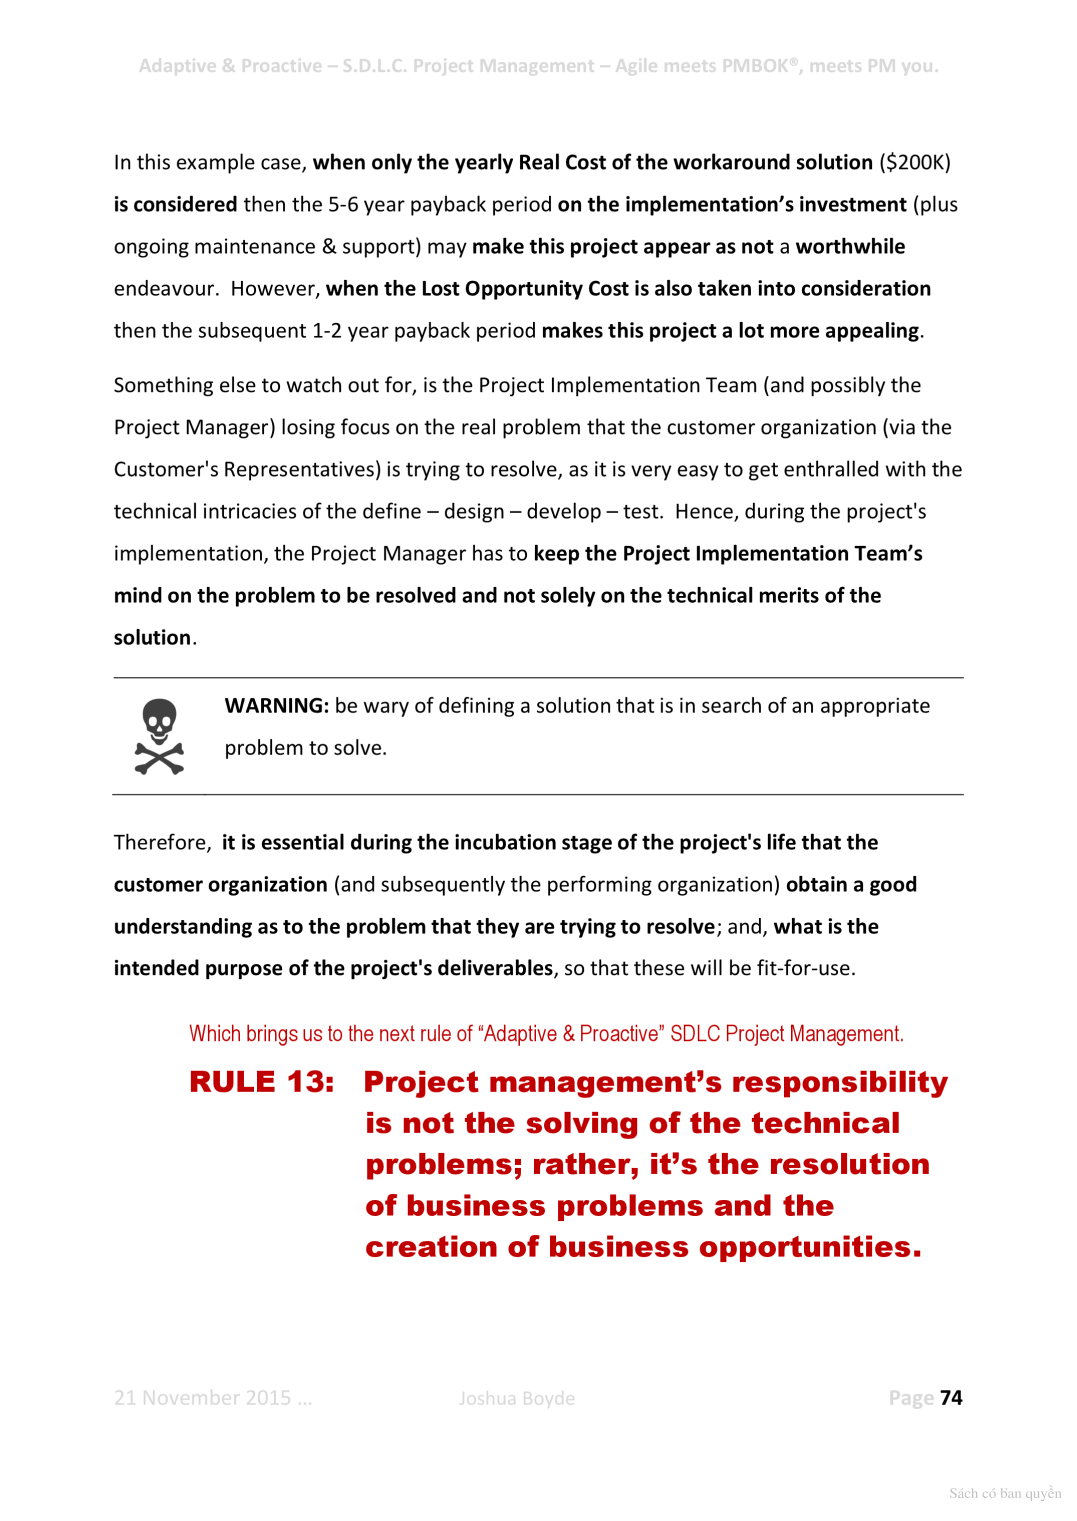 Adaptive & Proactive – S.D.L.C. Project Management – Agile meets PMBOK®, meets PM you.
In this example case, when only the yearly Real Cost of the workaround solution ($200K)
is considered then the 5-6 year payback period on the implementation’s investment (plus
ongoing maintenance & support) may make this project appear as not a worthwhile
endeavour.  However, when the Lost Opportunity Cost is also taken into consideration
then the subsequent 1-2 year payback period makes this project a lot more appealing.
Something else to watch out for, is the Project Implementation Team (and possibly the
Project Manager) losing focus on the real problem that the customer organization (via the
Customer's Representatives) is trying to resolve, as it is very easy to get enthralled with the
technical intricacies of the define – design – develop – test.  Hence, during the project's
implementation, the Project Manager has to keep the Project Implementation Team’s
mind on the problem to be resolved and not solely on the technical merits of the
solution.
WARNING: be wary of defining a solution that is in search of an appropriate
problem to solve.
Therefore,  it is essential during the incubation stage of the project's life that the
customer organization (and subsequently the performing organization) obtain a good
understanding as to the problem that they are trying to resolve; and, what is the
intended purpose of the project's deliverables, so that these will be fit-for-use.
Which brings us to the next rule of “Adaptive & Proactive” SDLC Project Management.
RULE 13: Project management’s responsibility
is not the solving of the technical
problems; rather, it’s the resolution
of business problems and the
creation of business opportunities.
21 November 2015 … Joshua Boyde Page 74
Sách có bản quyền